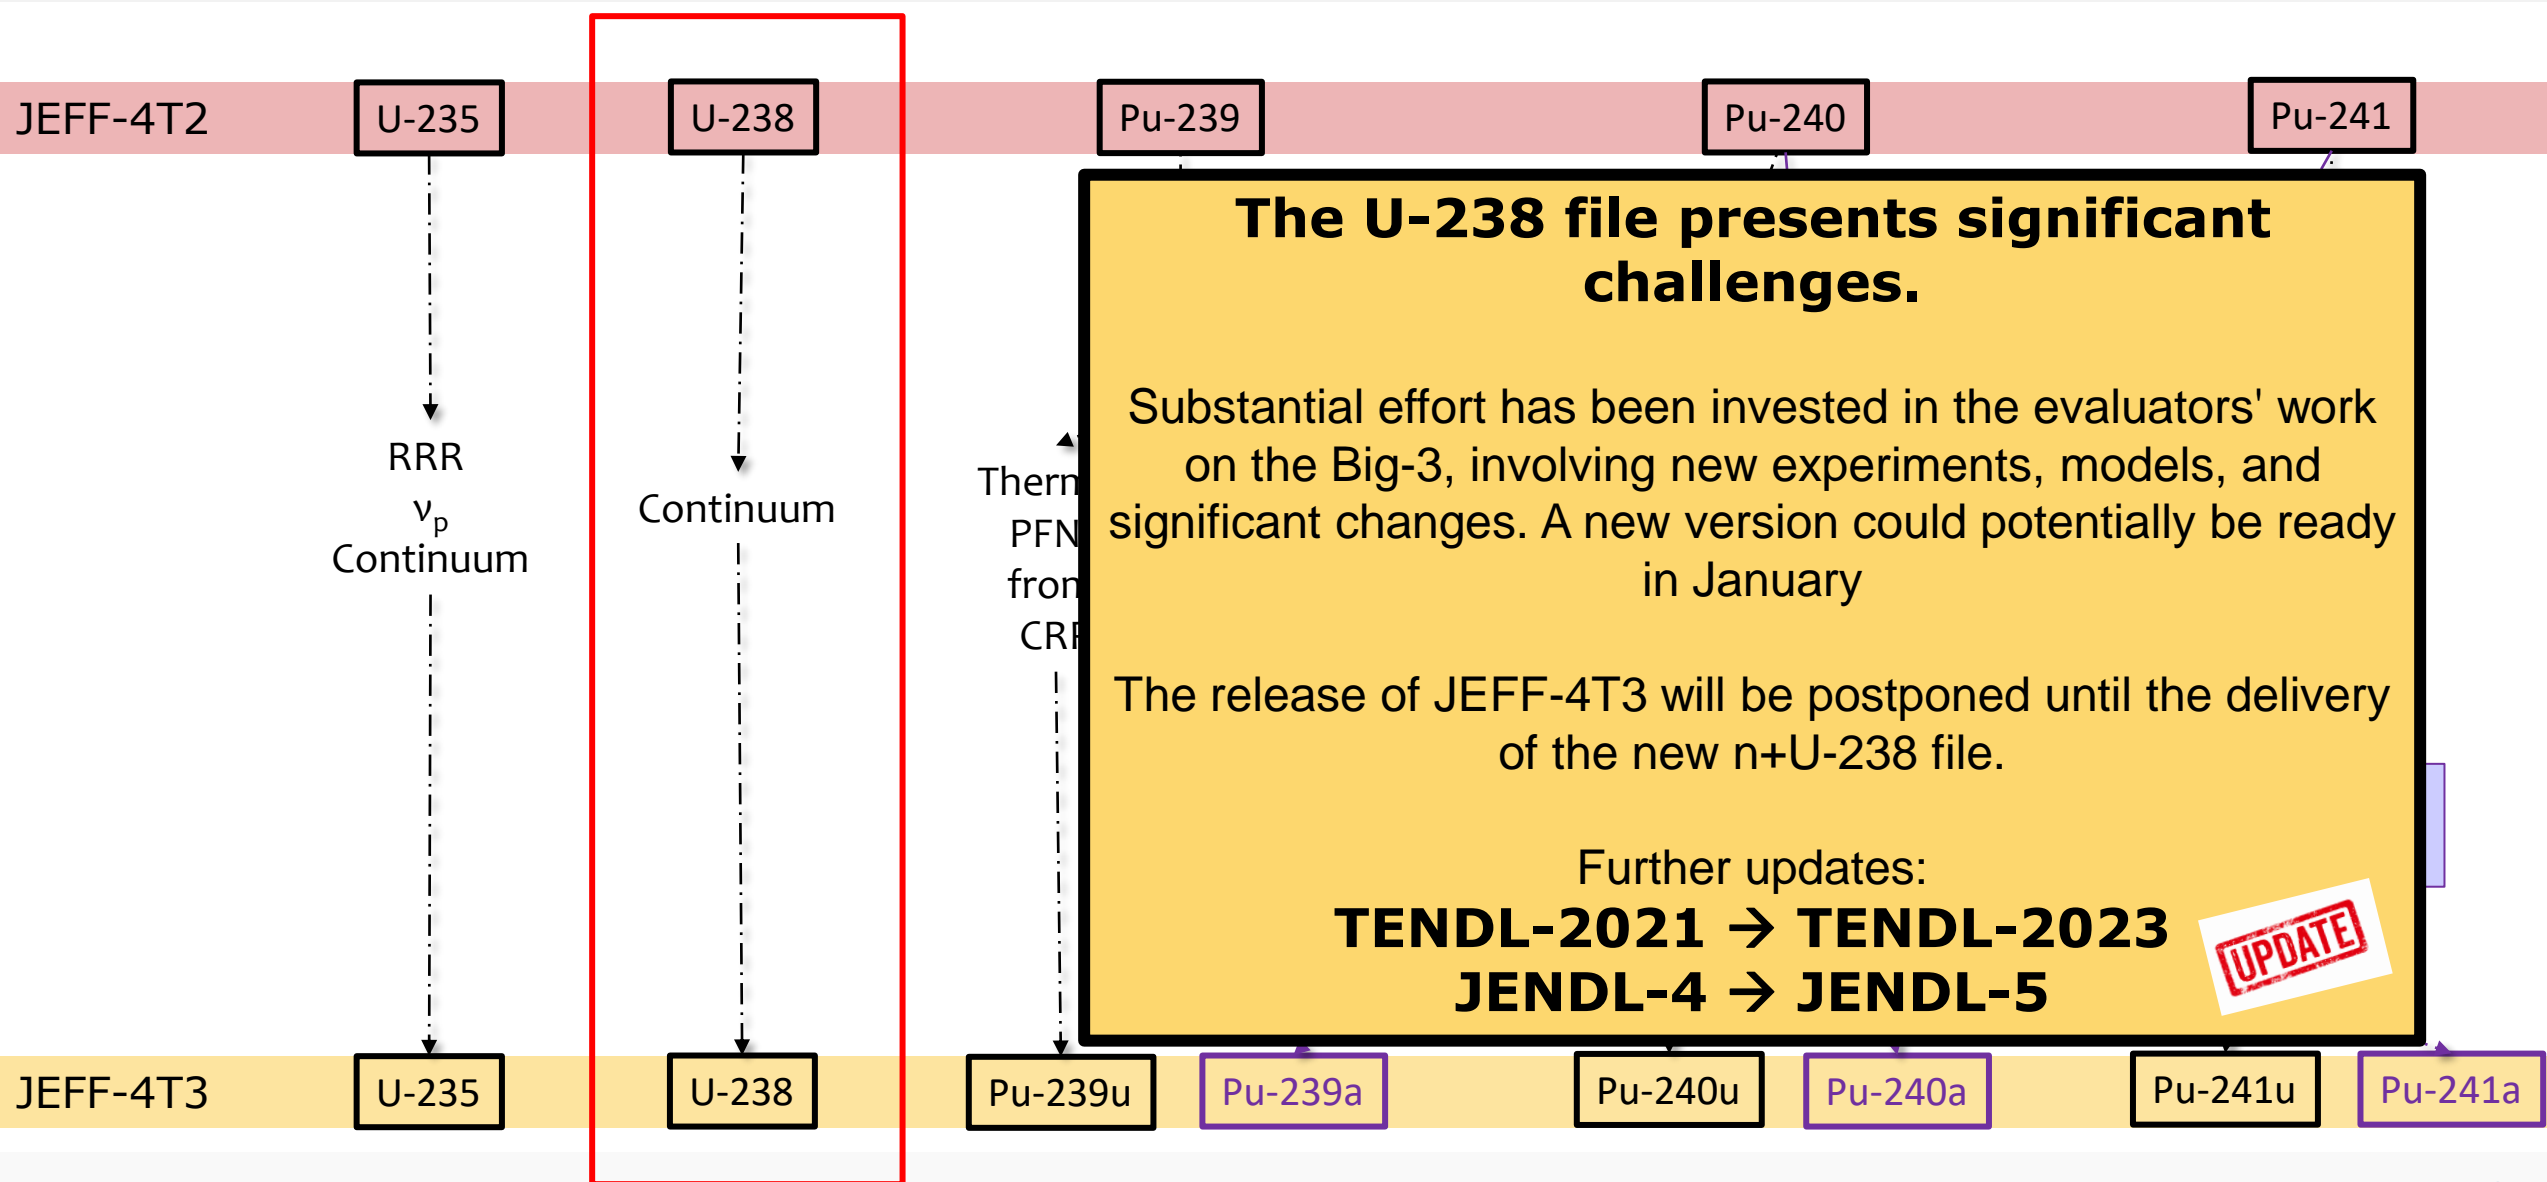 JEFF-4T2
U-235
U-238
Pu-239
Pu-240
Pu-241
RRR
νp
Continuum
Continuum
The U-238 file presents significant
challenges.
Substantial effort has been invested in the evaluators' work
on the Big-3, involving new experiments, models, and
significant changes. A new version could potentially be ready
in January
The release of JEFF-4T3 will be postponed until the delivery
of the new n+U-238 file.
Further updates:
TENDL-2021 → TENDL-2023
JENDL-4 → JENDL-5
UPDATE
JEFF-4T3
U-235
U-238
Pu-239u
Pu-239a
Pu-240u
Pu-240a
Pu-241u
Pu-241a